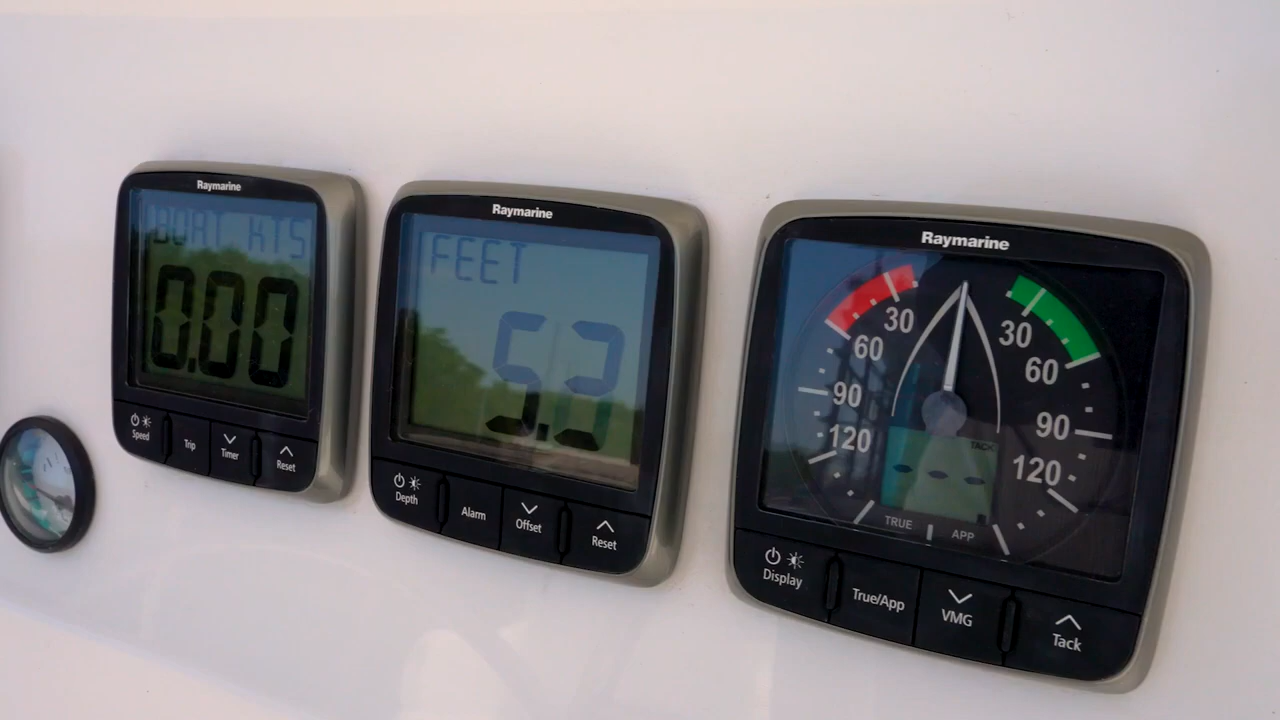 Raymarine
BOAT KTS
0.00
Speed
Trip
Timer
Reset
Raymarine
FEET
5.2
Depth
Alarm
Offset
Reset
Raymarine
30 30
60 60
90 90
120 120
TACK
- - -
TRUE APP
Display
True/App
VMG
Tack